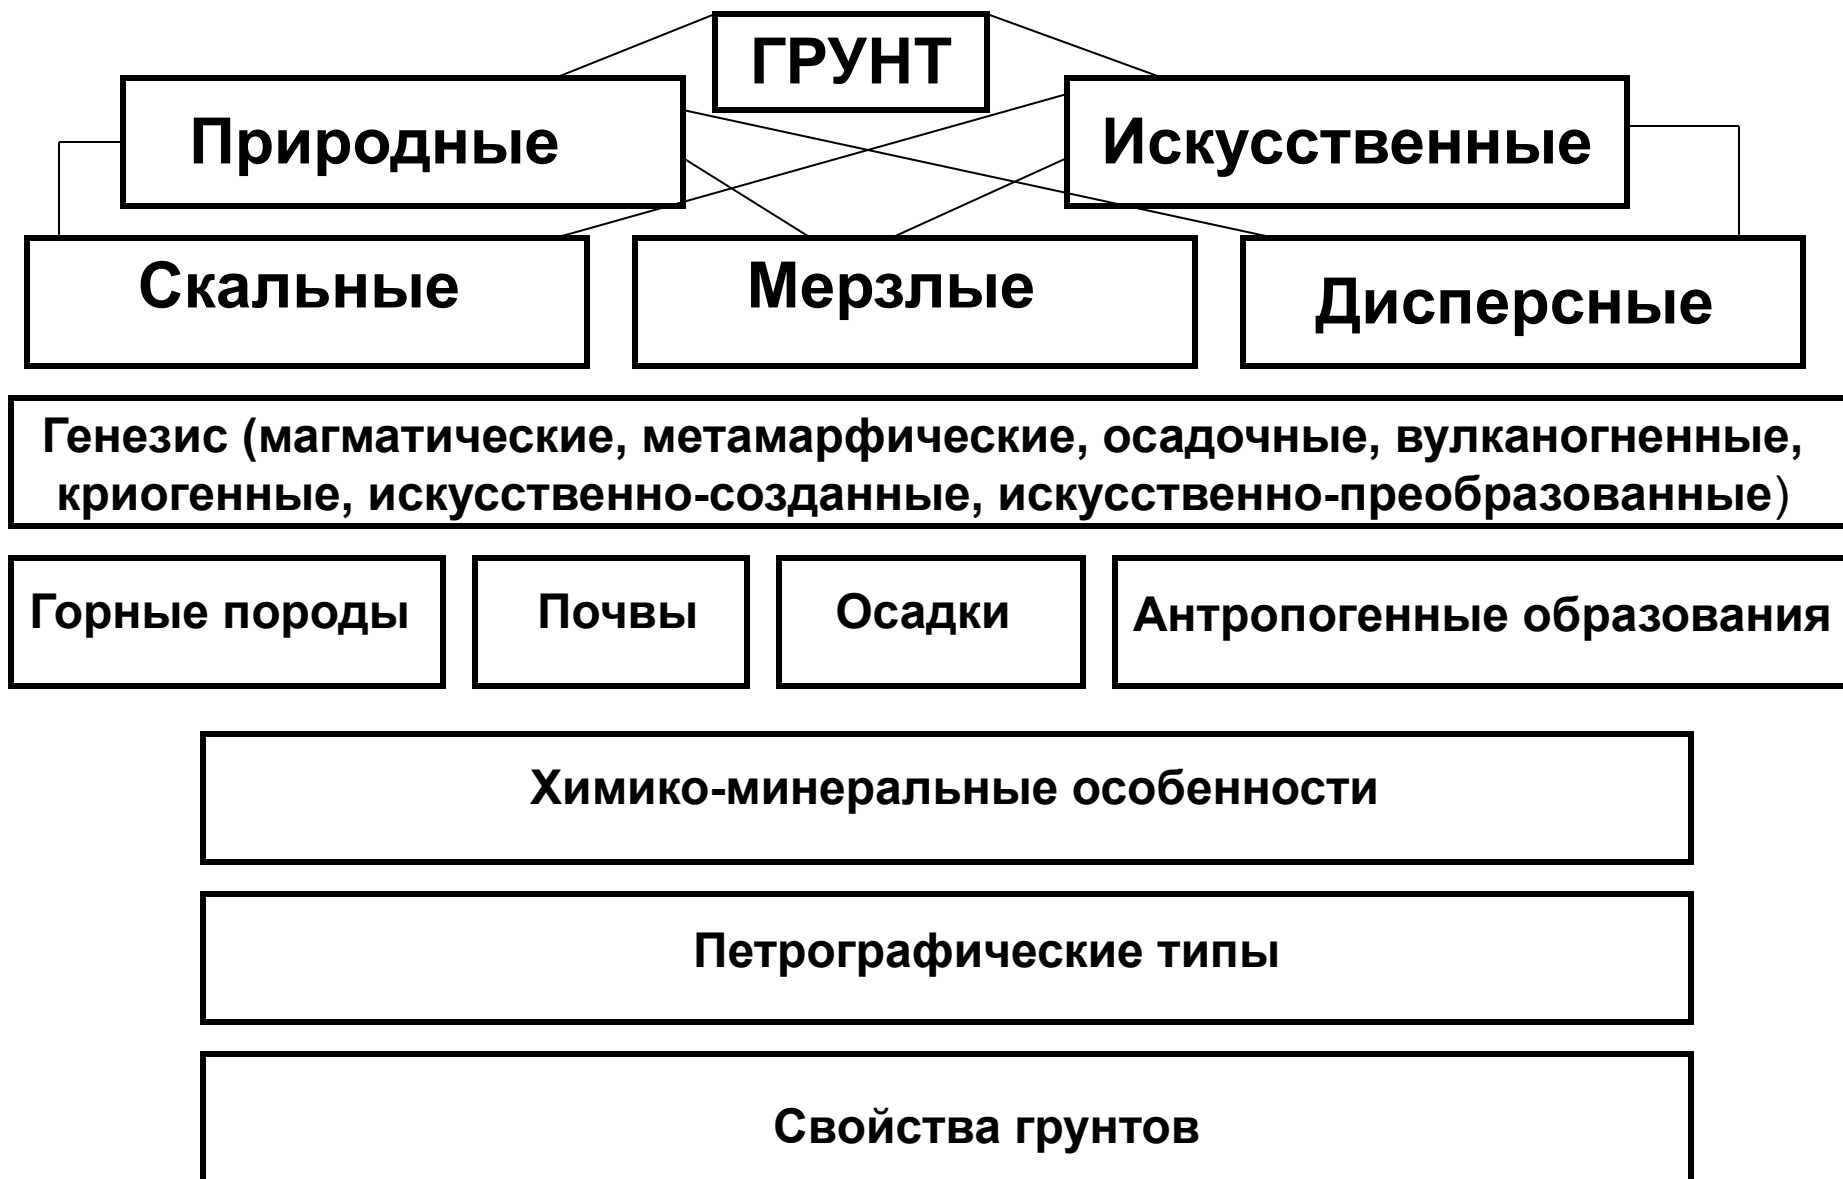 ГРУНТ
Природные
Искусственные
Скальные
Мерзлые
Дисперсные
Генезис (магматические, метамарфические, осадочные, вулканогненные,
криогенные, искусственно-созданные, искусственно-преобразованные)
Горные породы
Почвы
Осадки
Антропогенные образования
Химико-минеральные особенности
Петрографические типы
Свойства грунтов